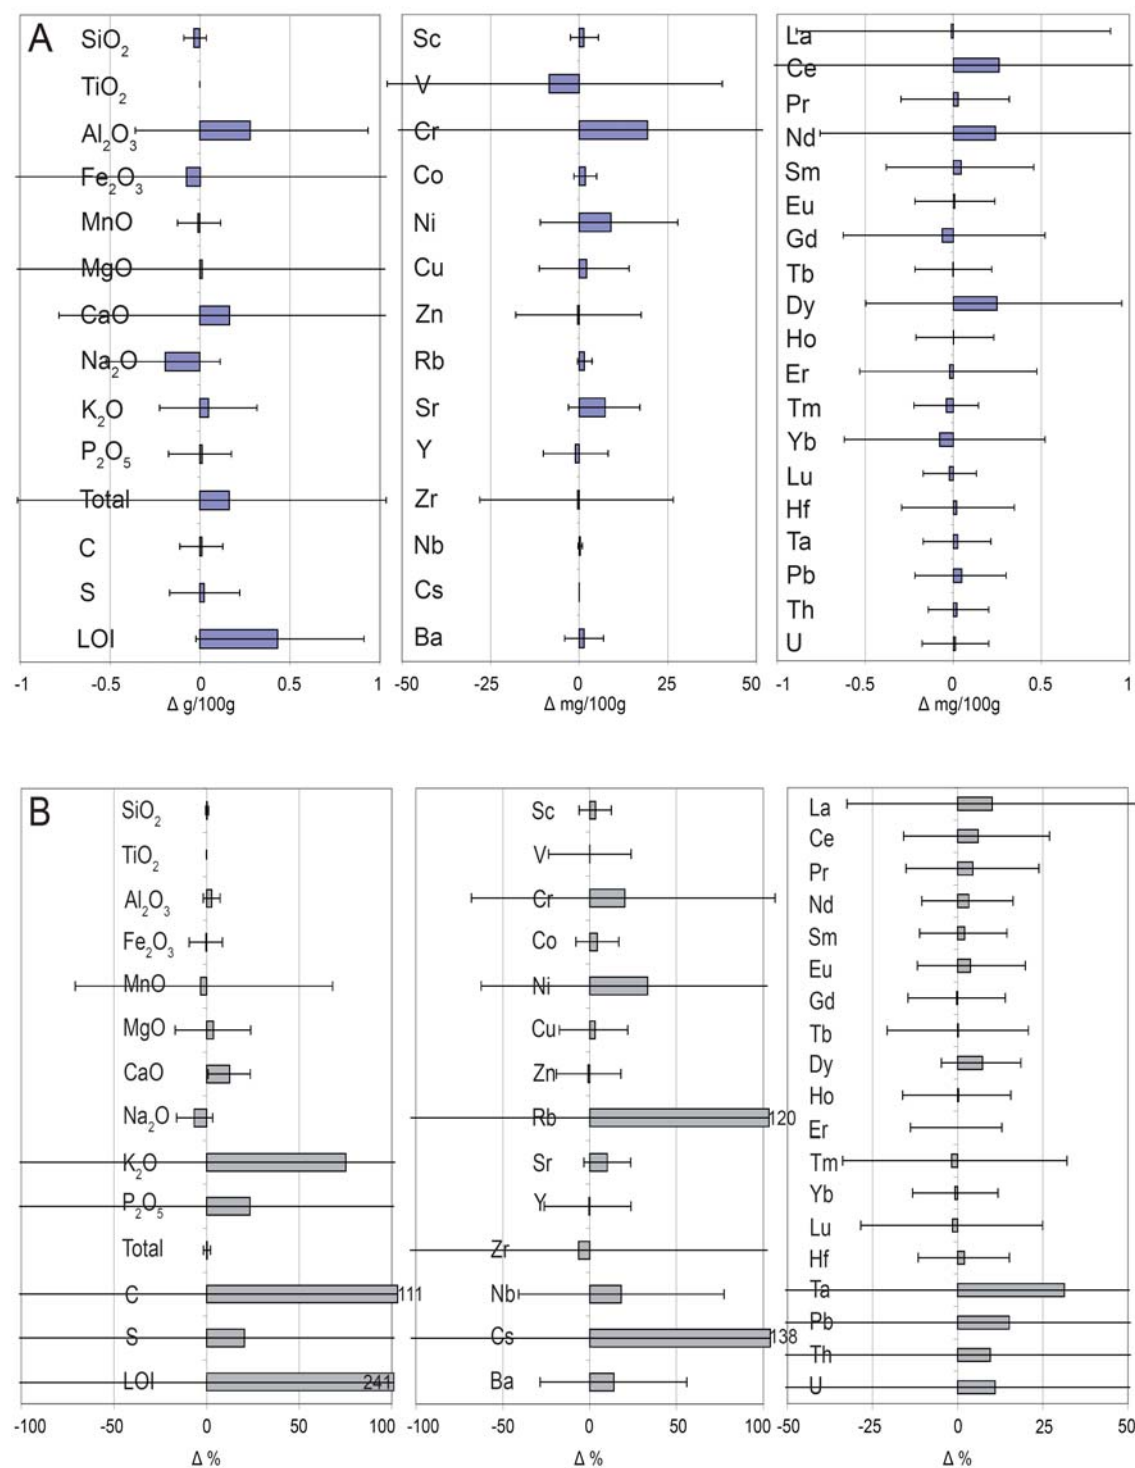 A
SiO2
TiO2
Al2O3
Fe2O3
MnO
MgO
CaO
Na2O
K2O
P2O5
Total
C
S
LOI
-1 -0.5 0 0.5 1
Δ g/100g
Sc
V
Cr
Co
Ni
Cu
Zn
Rb
Sr
Y
Zr
Nb
Cs
Ba
-50 -25 0 25 50
Δ mg/100g
La
Ce
Pr
Nd
Sm
Eu
Gd
Tb
Dy
Ho
Er
Tm
Yb
Lu
Hf
Ta
Pb
Th
U
-1 -0.5 0 0.5 1
Δ mg/100g
B
SiO2
TiO2
Al2O3
Fe2O3
MnO
MgO
CaO
Na2O
K2O
P2O5
Total
C 111
S
LOI 241
-100 -50 0 50 100
Δ %
Sc
V
Cr
Co
Ni
Cu
Zn
Rb 120
Sr
Y
Zr
Nb
Cs 138
Ba
-100 -50 0 50 100
Δ %
La
Ce
Pr
Nd
Sm
Eu
Gd
Tb
Dy
Ho
Er
Tm
Yb
Lu
Hf
Ta
Pb
Th
U
-50 -25 0 25 50
Δ %